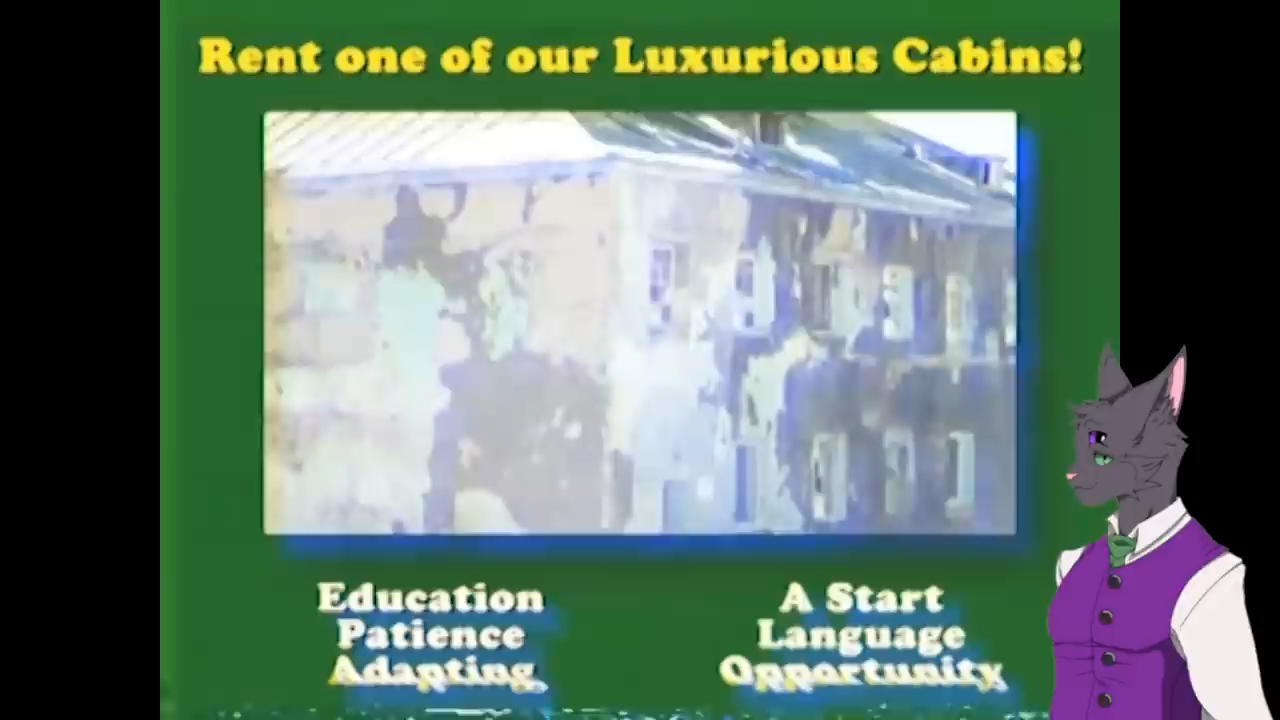 Rent one of our Luxurious Cabins!
Education
Patience
Adapting
A Start
Language
Opportunity